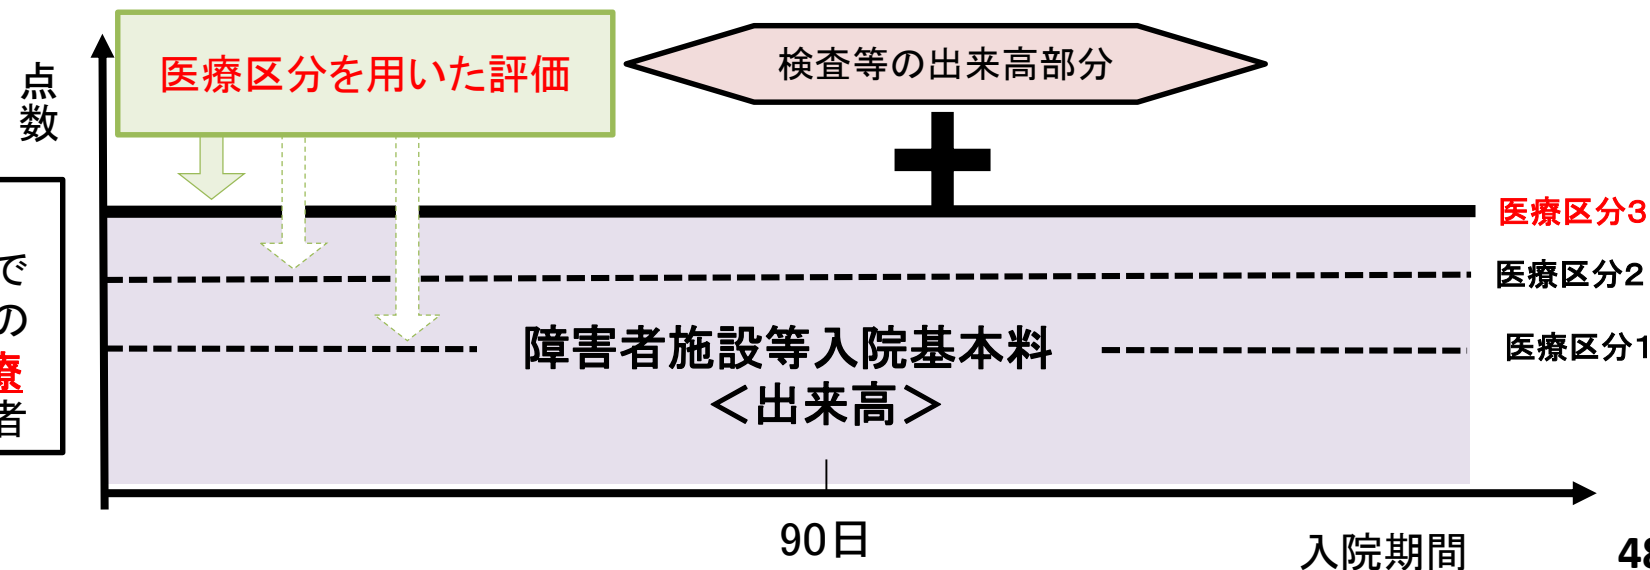 点数
医療区分を用いた評価
検査等の出来高部分
で
の
療
者
医療区分3
医療区分2
医療区分1
障害者施設等入院基本料
＜出来高＞
90日
入院期間